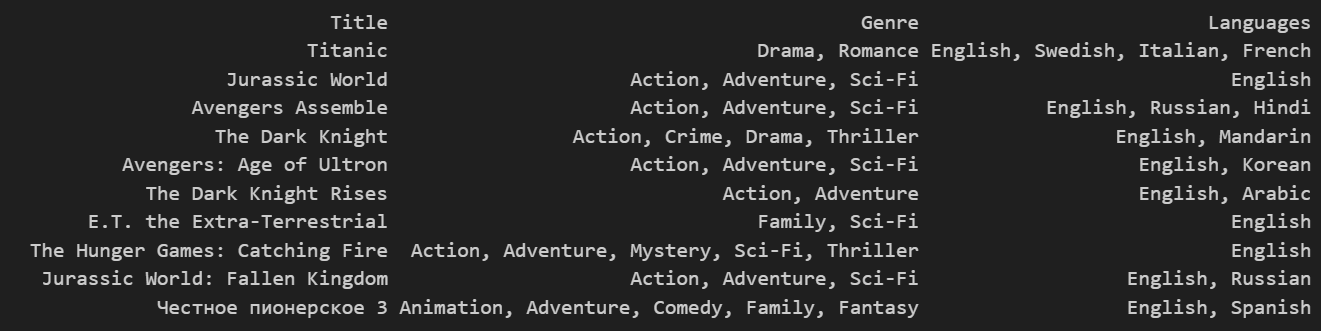 Title Genre Languages
Titanic Drama, Romance English, Swedish, Italian, French
Jurassic World Action, Adventure, Sci-Fi English
Avengers Assemble Action, Adventure, Sci-Fi English, Russian, Hindi
The Dark Knight Action, Crime, Drama, Thriller English, Mandarin
Avengers: Age of Ultron Action, Adventure, Sci-Fi English, Korean
The Dark Knight Rises Action, Adventure English, Arabic
E.T. the Extra-Terrestrial Family, Sci-Fi English
The Hunger Games: Catching Fire Action, Adventure, Mystery, Sci-Fi, Thriller English
Jurassic World: Fallen Kingdom Action, Adventure, Sci-Fi English, Russian
Честное пионерское 3 Animation, Adventure, Comedy, Family, Fantasy English, Spanish